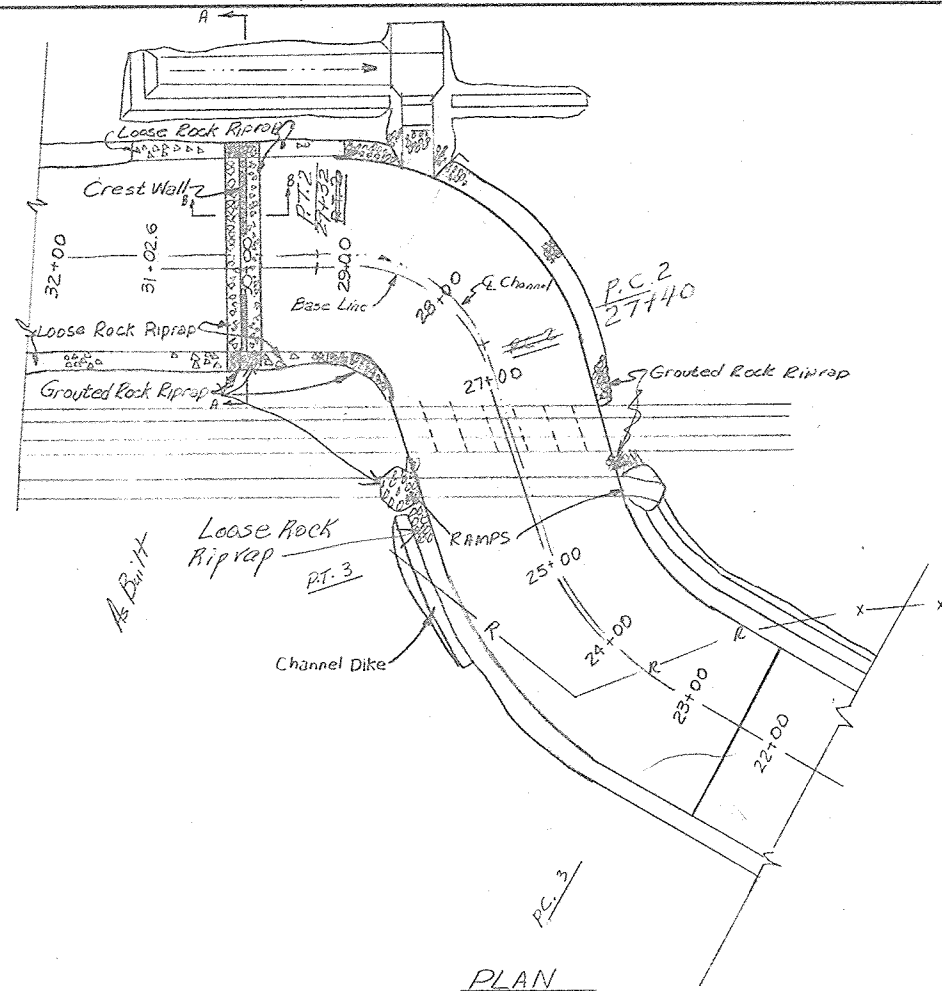 A
Loose Rock Riprap
Crest Wall
B
B
P.T. 2
27+32
32+00
31+02.6
30+00
29+00
Base Line
28+00
℄ Channel
P.C. 2
27+40
27+00
Loose Rock Riprap
Grouted Rock Riprap
A
Grouted Rock Riprap
As Built
Loose Rock
Riprap
RAMPS
P.T. 3
25+00
R
24+00
R
R
x
x
Channel Dike
23+00
22+00
P.C. 3
PLAN